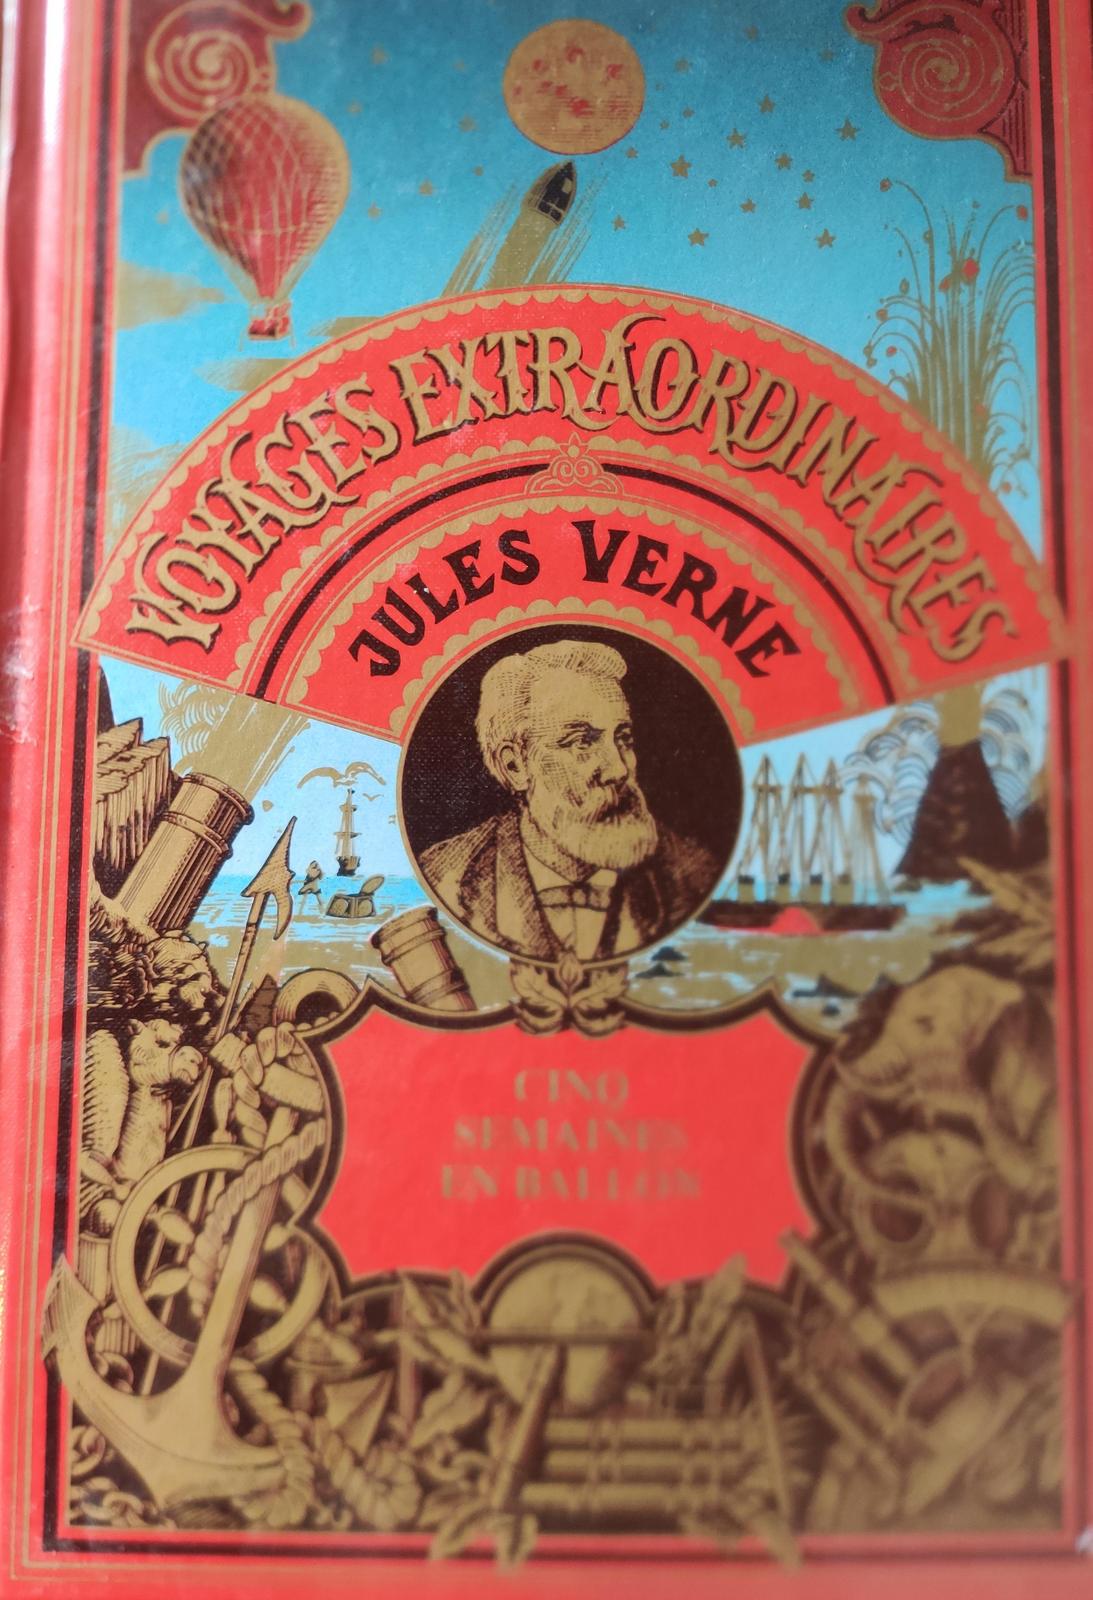 VOYAGES EXTRAORDINAIRES
JULES VERNE
CINQ
SEMAINES
EN BALLON